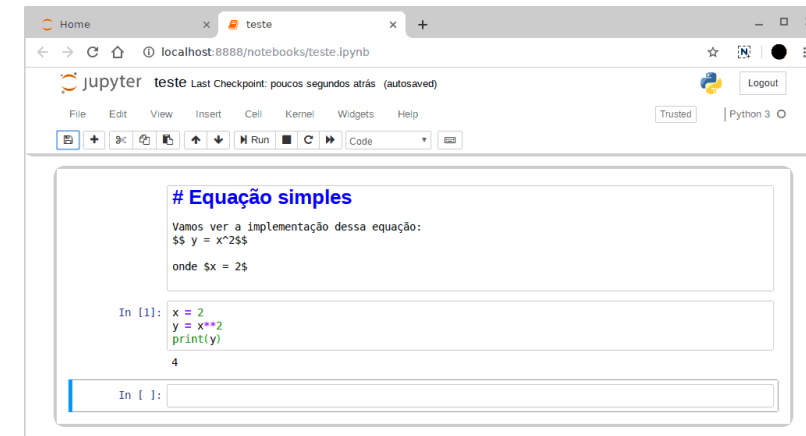 Home
teste
localhost:8888/notebooks/teste.ipynb
jupyter teste Last Checkpoint: poucos segundos atrás (autosaved)
Logout
File Edit View Insert Cell Kernel Widgets Help
Trusted Python 3
Run Code
# Equação simples
Vamos ver a implementação dessa equação:
$$ y = x^2$$
onde $x = 2$
In [1]: x = 2
y = x**2
print(y)
4
In [ ]: